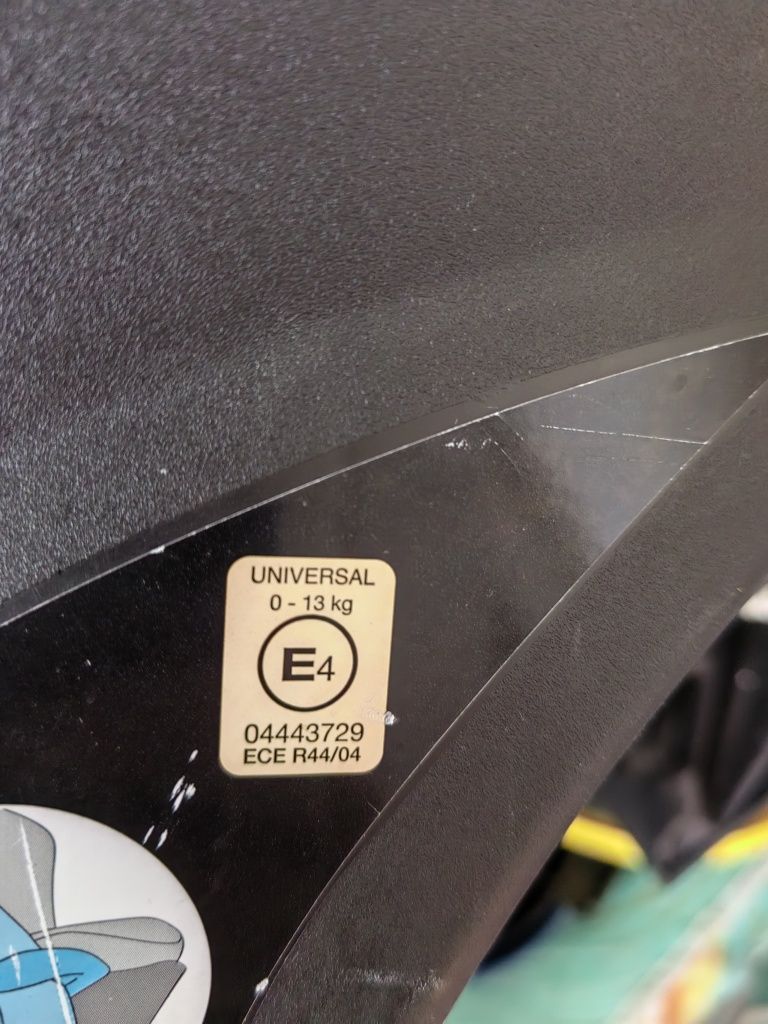 UNIVERSAL
0 - 13 kg
E4
04443729
ECE R44/04